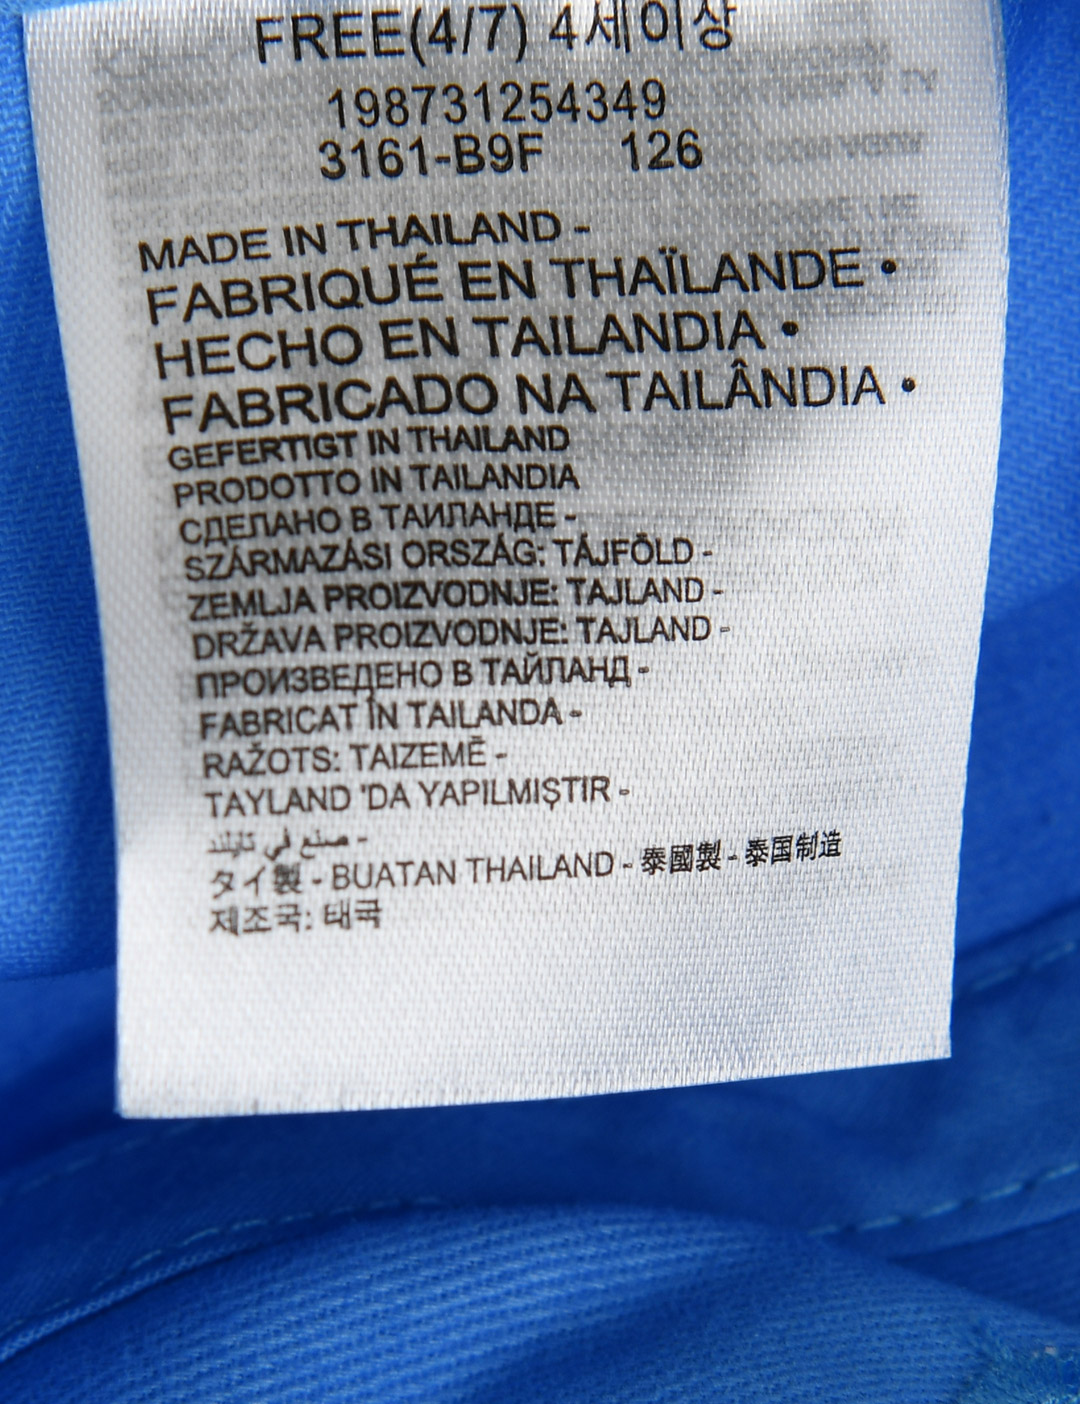 FREE(4/7) 4세이상
198731254349
3161-B9F 126
MADE IN THAILAND -
FABRIQUÉ EN THAÏLANDE •
HECHO EN TAILANDIA •
FABRICADO NA TAILÂNDIA •
GEFERTIGT IN THAILAND
PRODOTTO IN TAILANDIA
СДЕЛАНО В ТАИЛАНДЕ -
SZÁRMAZÁSI ORSZÁG: TÁJFÖLD -
ZEMLJA PROIZVODNJE: TAJLAND -
DRŽAVA PROIZVODNJE: TAJLAND -
ПРОИЗВЕДЕНО В ТАЙЛАНД -
FABRICAT ÎN TAILANDA -
RAŽOTS: TAIZEMĒ -
TAYLAND 'DA YAPILMIŞTIR -
صنع في تايلند -
タイ製 - BUATAN THAILAND - 泰國製 - 泰国制造
제조국: 태국